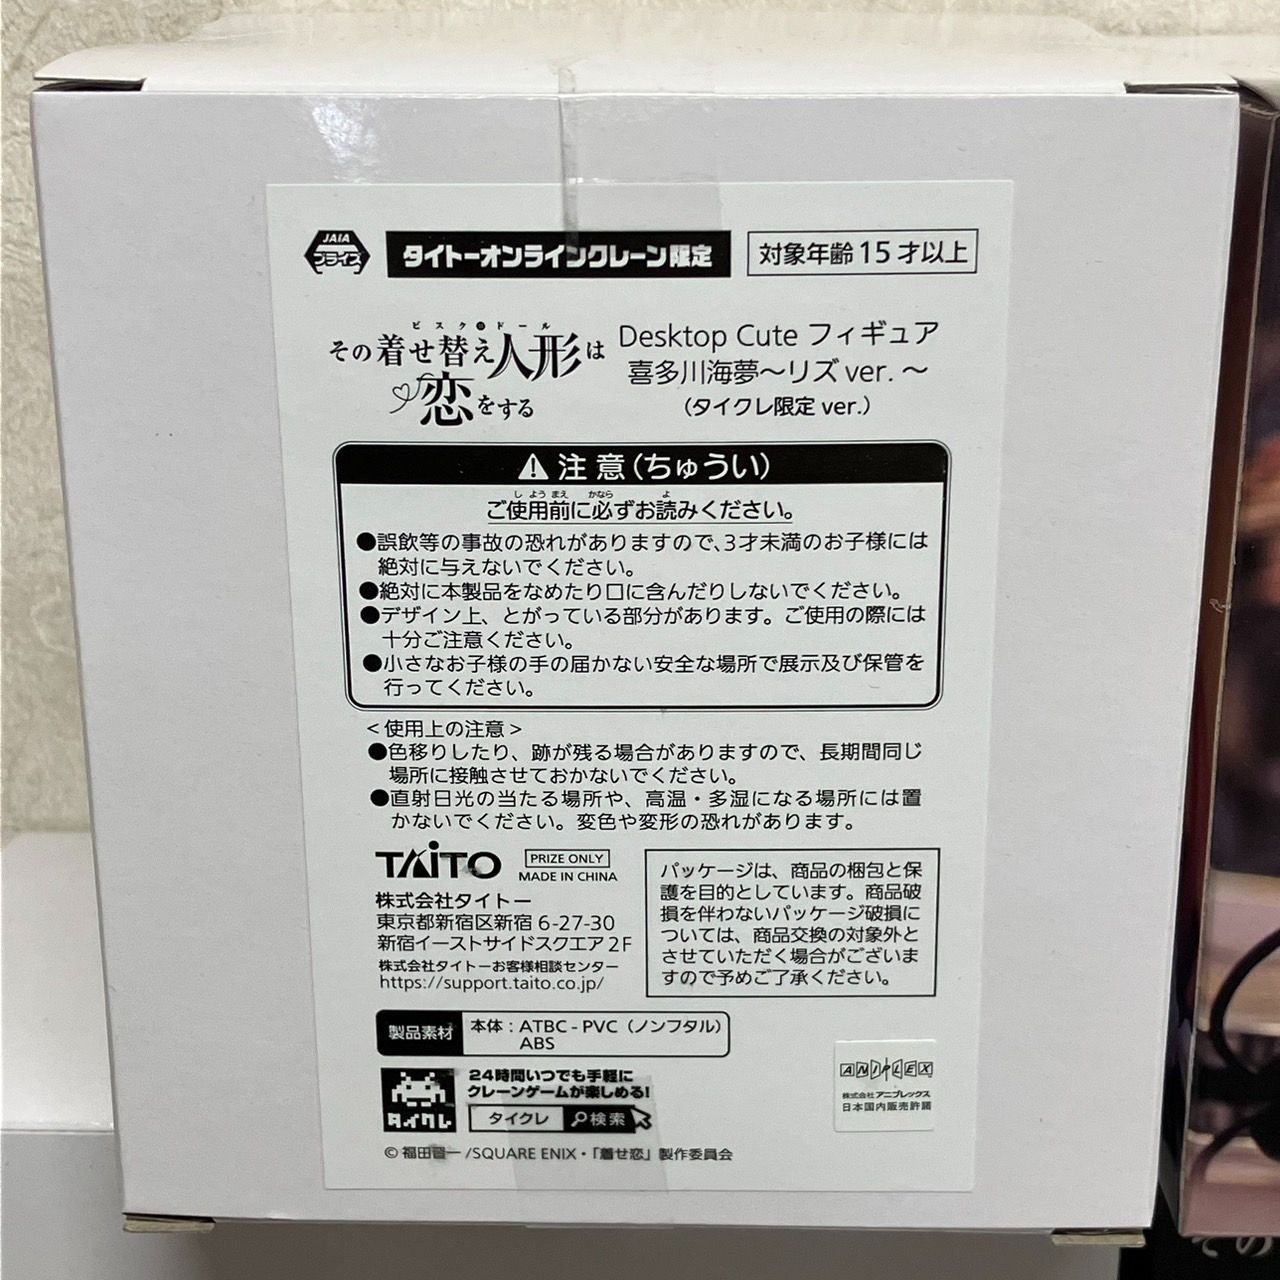 JAIA
プライズ
タイトーオンラインクレーン限定
対象年齢15才以上
ビスク・ドール
その着せ替え人形は
恋をする
Desktop Cute フィギュア
喜多川海夢～リズ ver.～
(タイクレ限定 ver.)
注意(ちゅうい)
しようまえ かなら よ
ご使用前に必ずお読みください。
●誤飲等の事故の恐れがありますので、3才未満のお子様には
絶対に与えないでください。
●絶対に本製品をなめたり口に含んだりしないでください。
●デザイン上、とがっている部分があります。ご使用の際には
十分ご注意ください。
●小さなお子様の手の届かない安全な場所で展示及び保管を
行ってください。
<使用上の注意>
●色移りしたり、跡が残る場合がありますので、長期間同じ
場所に接触させておかないでください。
●直射日光の当たる場所や、高温・多湿になる場所には置
かないでください。変色や変形の恐れがあります。
TAITO
PRIZE ONLY
MADE IN CHINA
株式会社タイトー
東京都新宿区新宿 6-27-30
新宿イーストサイドスクエア 2F
株式会社タイトーお客様相談センター
https://support.taito.co.jp/
パッケージは、商品の梱包と保
護を目的としています。商品破
損を伴わないパッケージ破損に
ついては、商品交換の対象外と
させていただく場合がございま
すので予めご了承ください。
製品素材
本体：ATBC-PVC（ノンフタル）
ABS
タイクレ
24時間いつでも手軽に
クレーンゲームが楽しめる!
タイクレ 検索
ANIPLEX
株式会社アニプレックス
日本国内販売許諾
©福田晋一/SQUARE ENIX・「着せ恋」製作委員会
その